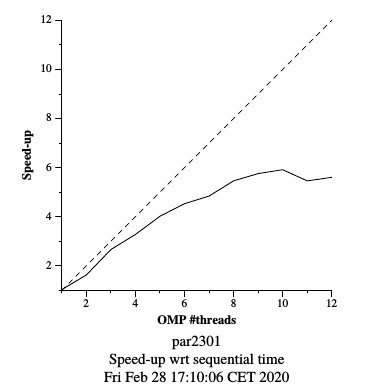 12
10
8
6
4
2
Speed-up
2 4 6 8 10 12
OMP #threads
par2301
Speed-up wrt sequential time
Fri Feb 28 17:10:06 CET 2020